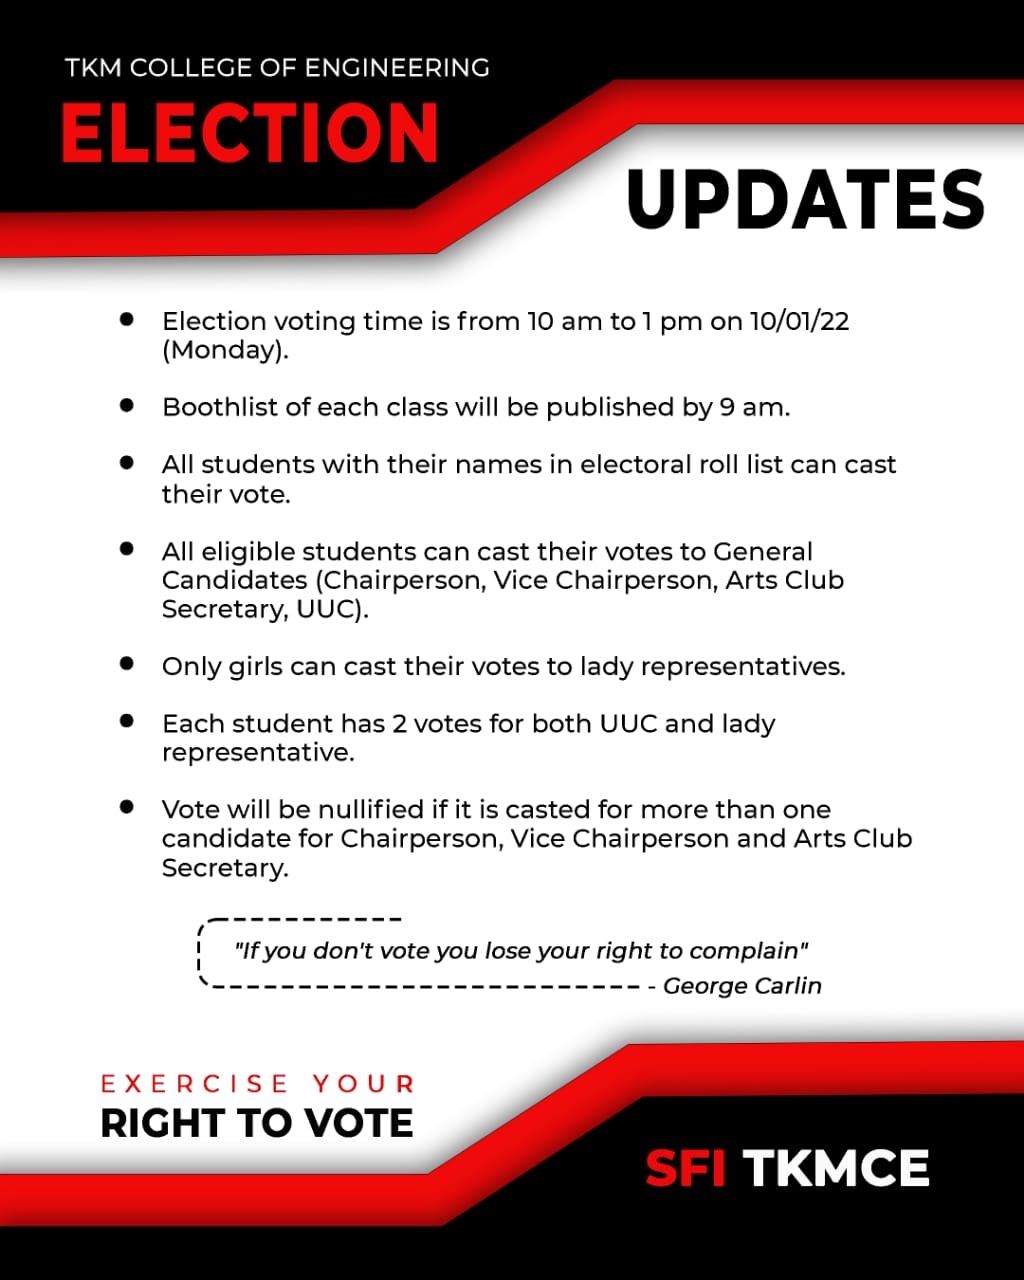 TKM COLLEGE OF ENGINEERING
ELECTION
UPDATES
• Election voting time is from 10 am to 1 pm on 10/01/22
(Monday).
• Boothlist of each class will be published by 9 am.
• All students with their names in electoral roll list can cast
their vote.
• All eligible students can cast their votes to General
Candidates (Chairperson, Vice Chairperson, Arts Club
Secretary, UUC).
• Only girls can cast their votes to lady representatives.
• Each student has 2 votes for both UUC and lady
representative.
• Vote will be nullified if it is casted for more than one
candidate for Chairperson, Vice Chairperson and Arts Club
Secretary.
"If you don't vote you lose your right to complain"
- George Carlin
EXERCISE YOUR
RIGHT TO VOTE
SFI TKMCE